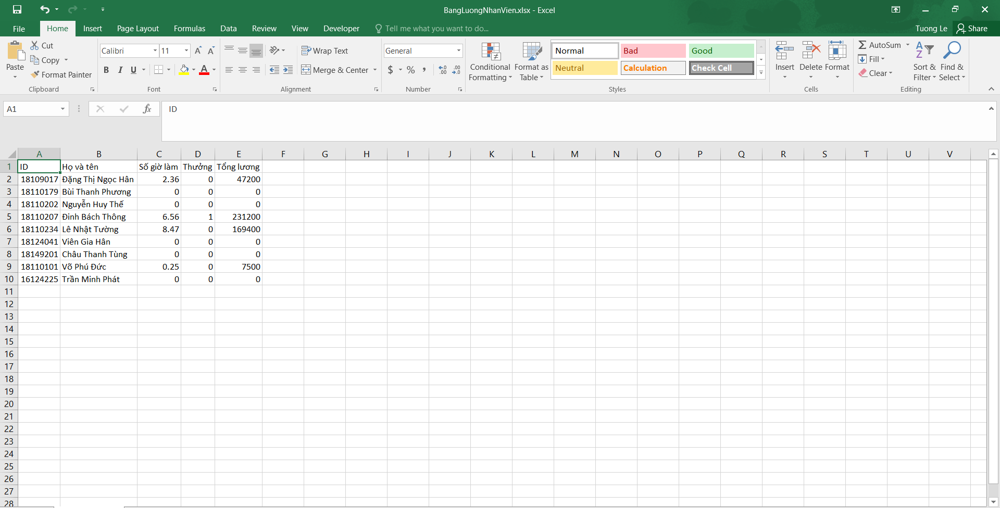 BangLuongNhanVien.xlsx - Excel
File Home Insert Page Layout Formulas Data Review View Developer Tell me what you want to do... Tuong Le Share
Paste Cut Copy Format Painter Clipboard
Calibri 11 B I U A Font
Wrap Text Merge & Center Alignment
General $ % , .00 .0 Number
Conditional Formatting Format as Table Normal Bad Good Neutral Calculation Check Cell Styles
Insert Delete Format Cells
AutoSum Fill Clear Sort & Filter Find & Select Editing
A1 fx ID
A B C D E F G H I J K L M N O P Q R S T U V
1 ID Họ và tên Số giờ làm Thưởng Tổng lương
2 18109017 Đặng Thị Ngọc Hân 2.36 0 47200
3 18110179 Bùi Thanh Phương 0 0 0
4 18110202 Nguyễn Huy Thế 0 0 0
5 18110207 Đinh Bách Thông 6.56 1 231200
6 18110234 Lê Nhật Tường 8.47 0 169400
7 18124041 Viên Gia Hân 0 0 0
8 18149201 Châu Thanh Tùng 0 0 0
9 18110101 Võ Phú Đức 0.25 0 7500
10 16124225 Trần Minh Phát 0 0 0
11
12
13
14
15
16
17
18
19
20
21
22
23
24
25
26
27
28